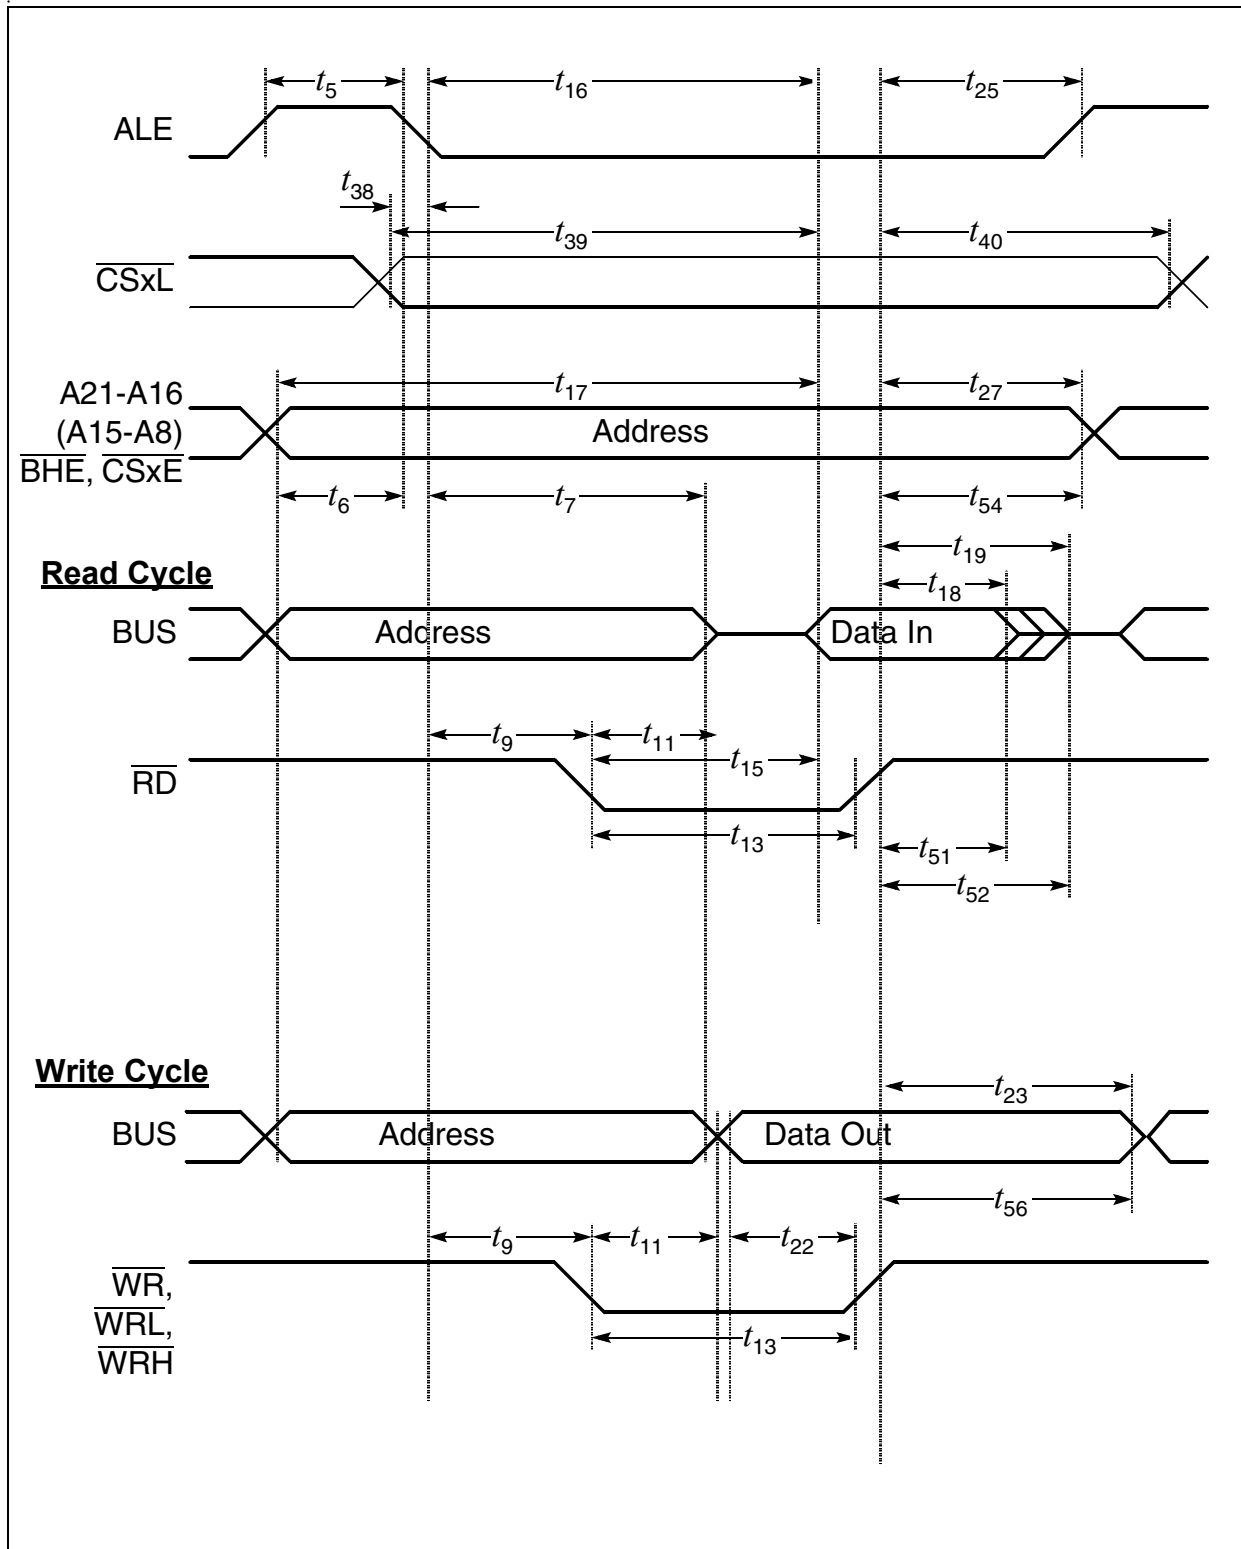 t5 t16 t25
ALE
t38
t39 t40
CSxL
A21-A16
t17 t27
(A15-A8)
Address
BHE, CSxE
t6 t7 t54
t19
Read Cycle
t18
BUS Address Data In
t9 t11
t15
RD
t13
t51
t52
Write Cycle
t23
BUS Address Data Out
t56
t9 t11 t22
WR,
WRL,
t13
WRH